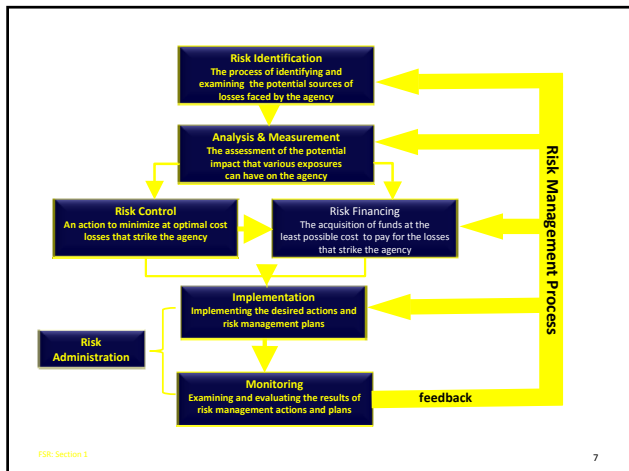 Risk Identification
The process of identifying and
examining the potential sources of
losses faced by the agency
Analysis & Measurement
The assessment of the potential
impact that various exposures
can have on the agency
Risk Control
An action to minimize at optimal cost
losses that strike the agency
Risk Financing
The acquisition of funds at the
least possible cost to pay for the losses
that strike the agency
Implementation
Implementing the desired actions and
risk management plans
Risk
Administration
Monitoring
Examining and evaluating the results of
risk management actions and plans
feedback
Risk Management Process
Section 1
7